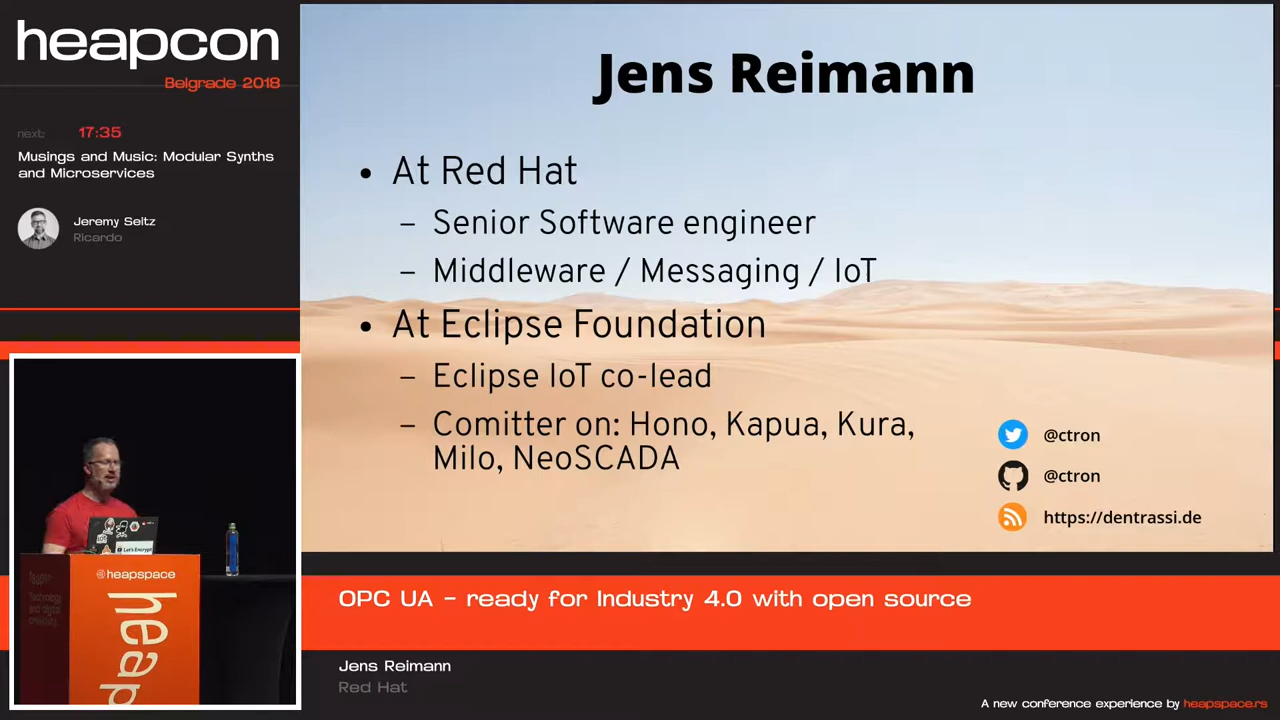 heapcon
Belgrade 2018
next: 17:35
Musings and Music: Modular Synths
and Microservices
Jeremy Seitz
Ricardo
Jens Reimann
• At Red Hat
– Senior Software engineer
– Middleware / Messaging / IoT
• At Eclipse Foundation
– Eclipse IoT co-lead
– Comitter on: Hono, Kapua, Kura,
Milo, NeoSCADA
@ctron
@ctron
https://dentrassi.de
Let's Encrypt
heapspace
heap
OPC UA – ready for Industry 4.0 with open source
Jens Reimann
Red Hat
A new conference experience by heapspace.rs